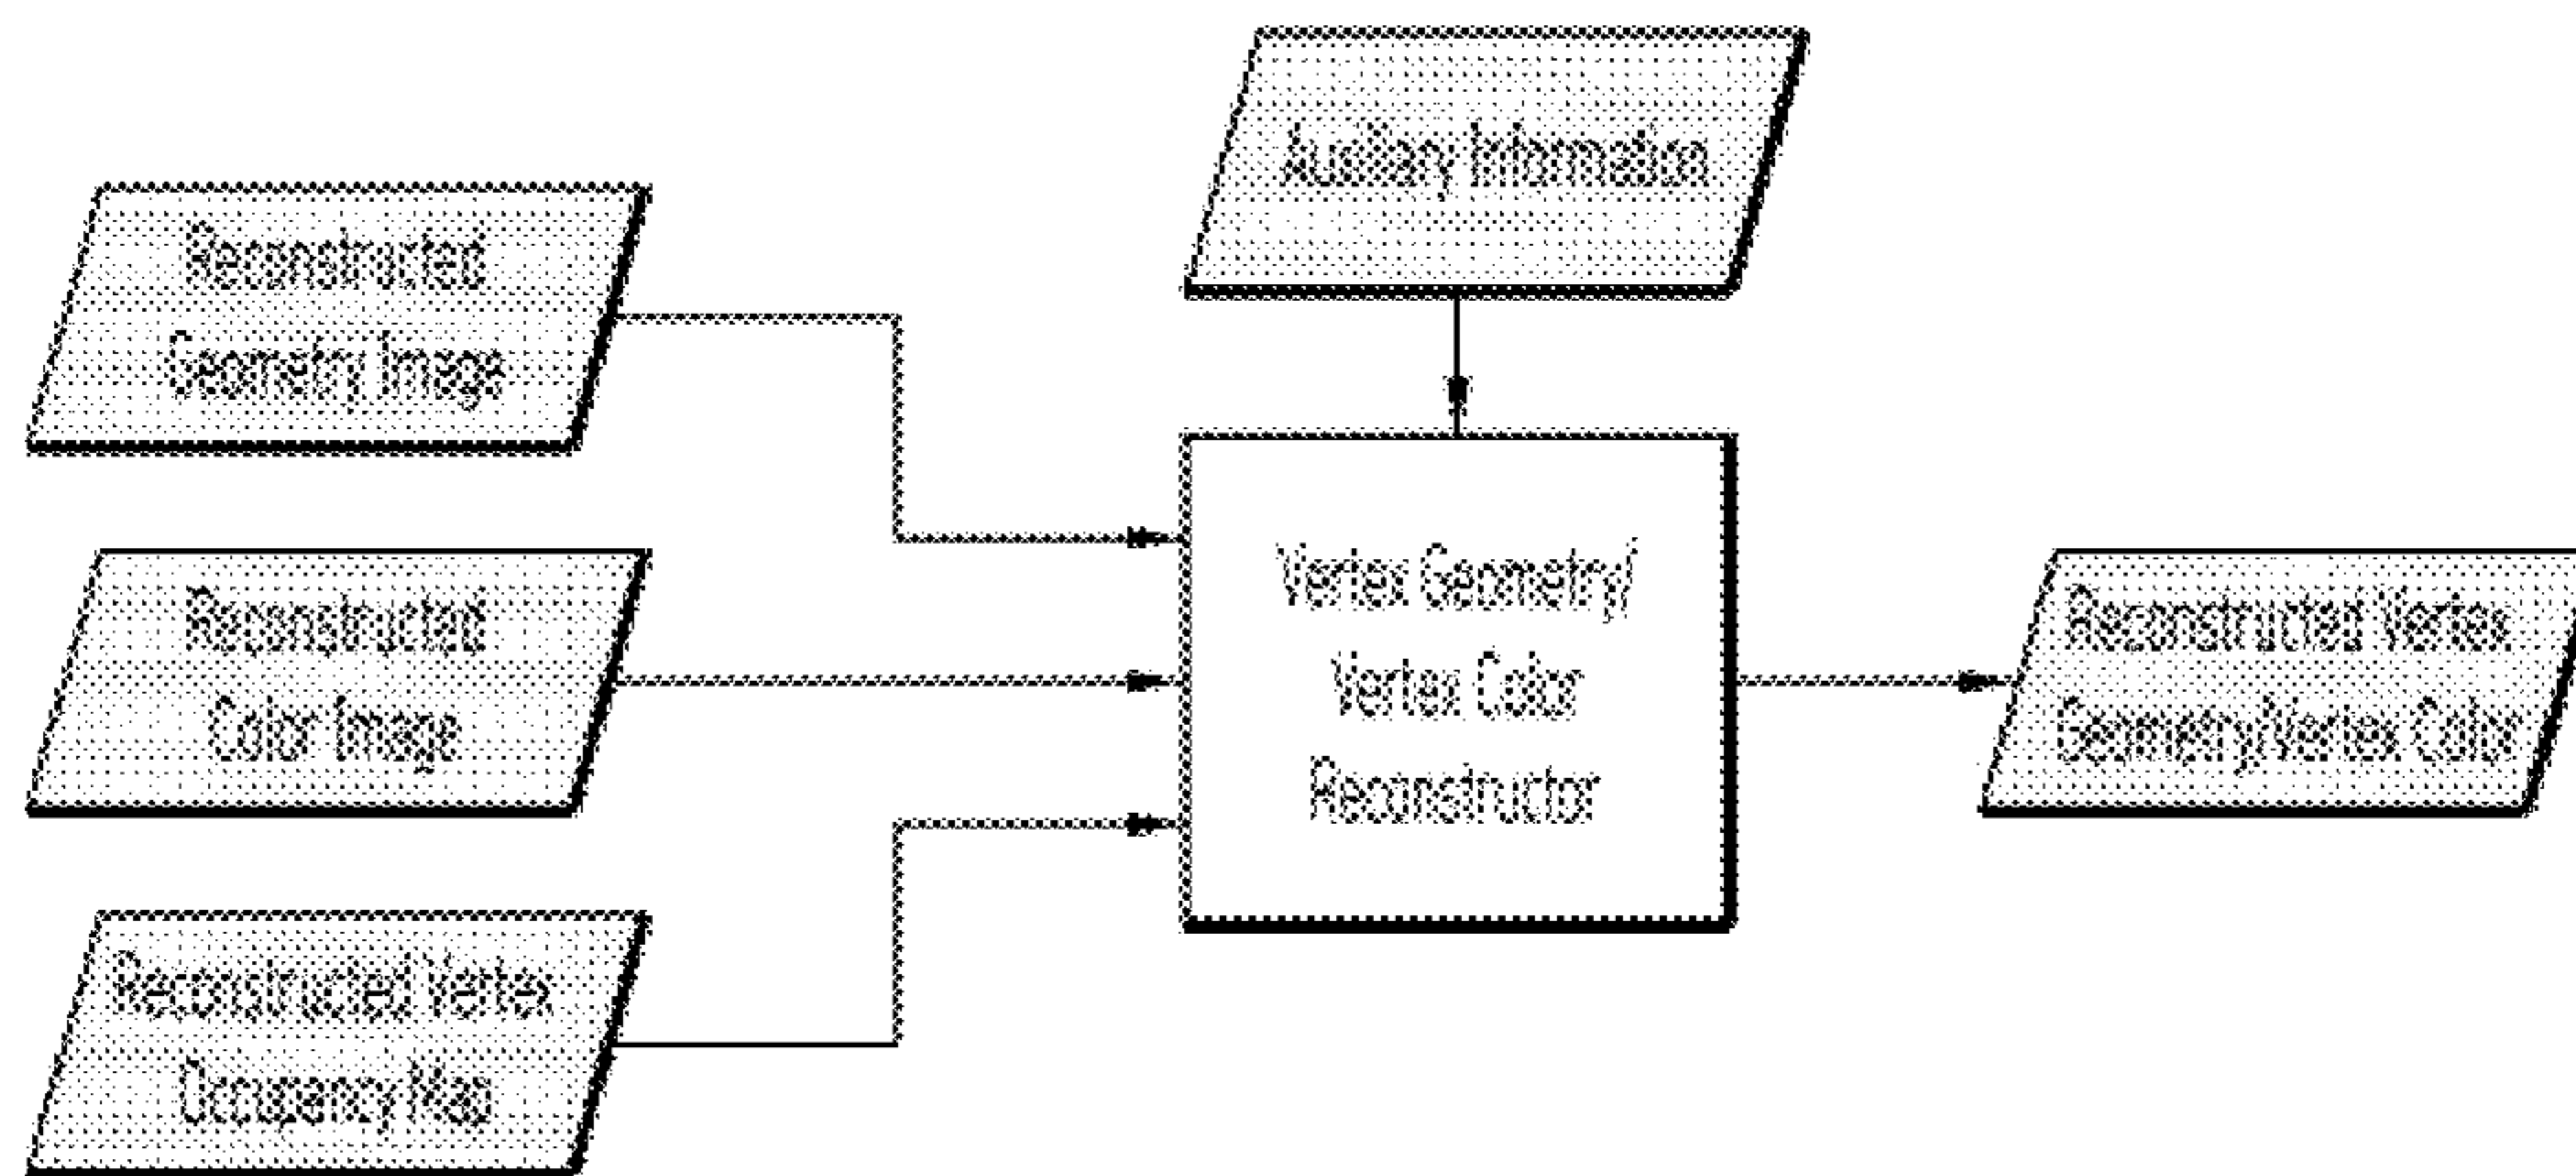 Auxiliary Information
Reconstructed
Geometry Image
Reconstructed
Color Image
Reconstructed Vertex
Occupancy Map
Vertex Geometry/
Vertex Color
Reconstructor
Reconstructed Vertex
Geometry/Vertex Color